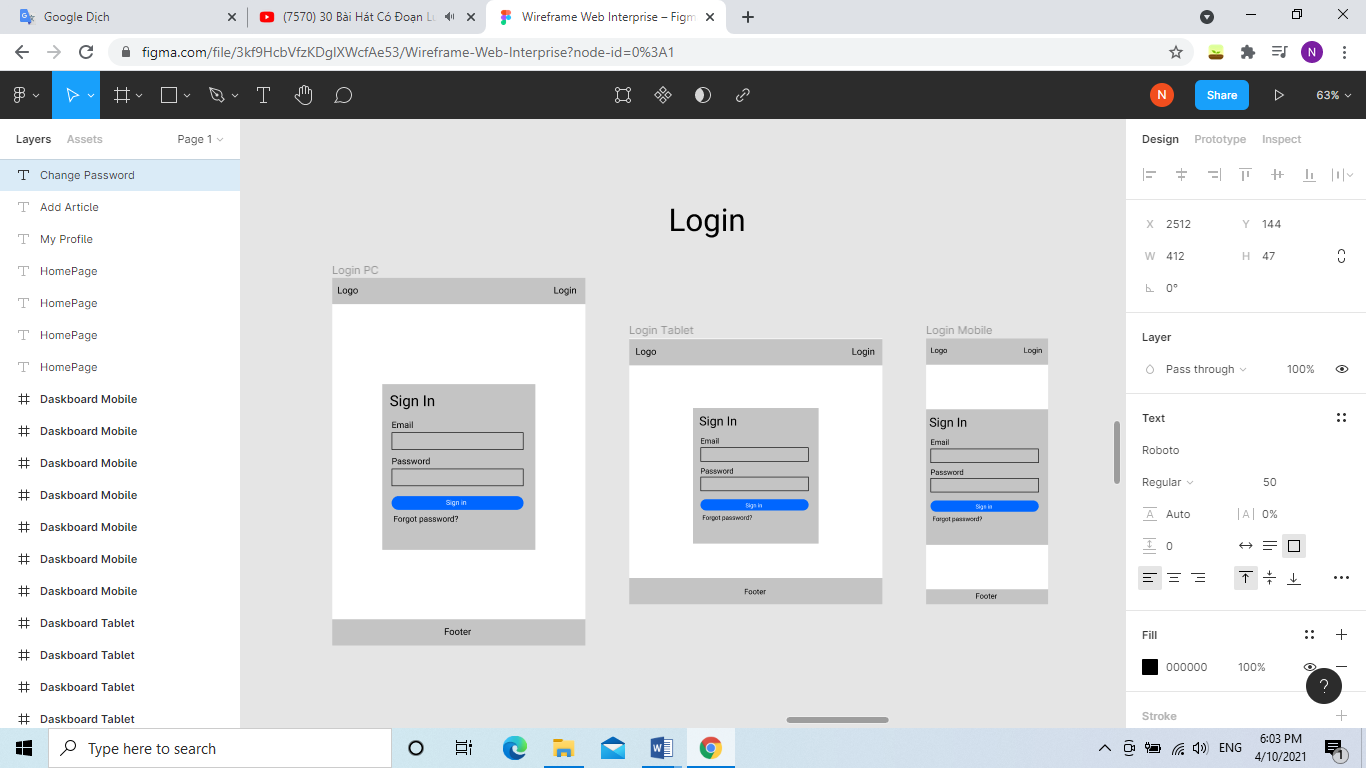 Google Dịch
(7570) 30 Bài Hát Có Đoạn Lu
Wireframe Web Interprise – Figm
figma.com/file/3kf9HcbVfzKDglXWcfAe53/Wireframe-Web-Interprise?node-id=0%3A1
N
N
Share
63%
Layers
Assets
Page 1
Design
Prototype
Inspect
Change Password
Add Article
My Profile
HomePage
HomePage
HomePage
HomePage
Daskboard Mobile
Daskboard Mobile
Daskboard Mobile
Daskboard Mobile
Daskboard Mobile
Daskboard Mobile
Daskboard Mobile
Daskboard Tablet
Daskboard Tablet
Daskboard Tablet
Daskboard Tablet
Login
Login PC
Logo
Login
Sign In
Email
Password
Sign in
Forgot password?
Footer
Login Tablet
Logo
Login
Sign In
Email
Password
Sign in
Forgot password?
Footer
Login Mobile
Logo
Login
Sign In
Email
Password
Sign in
Forgot password?
Footer
X 2512 Y 144
W 412 H 47
0°
Layer
Pass through 100%
Text
Roboto
Regular 50
A Auto |A| 0%
0
Fill
000000 100%
?
Stroke
Type here to search
ENG
6:03 PM
4/10/2021
1